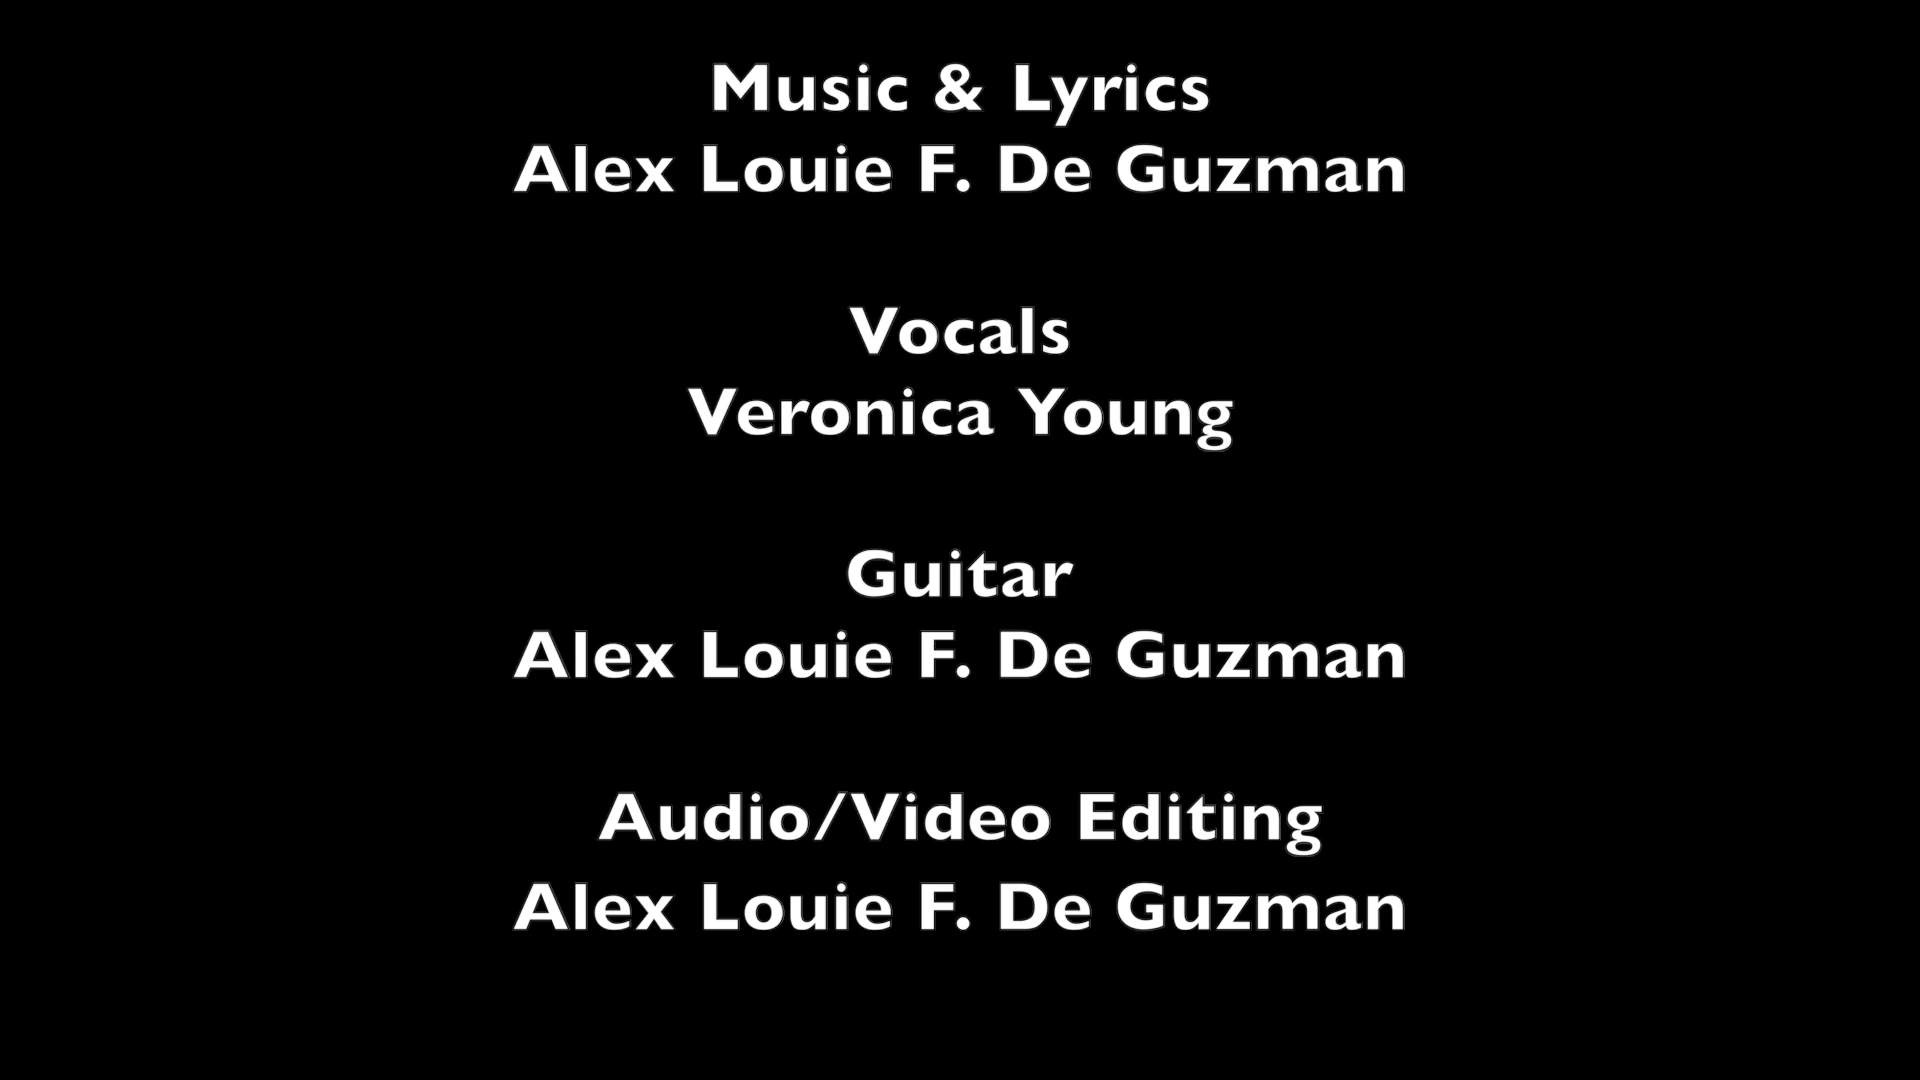 Music & Lyrics
Alex Louie F. De Guzman
Vocals
Veronica Young
Guitar
Alex Louie F. De Guzman
Audio/Video Editing
Alex Louie F. De Guzman